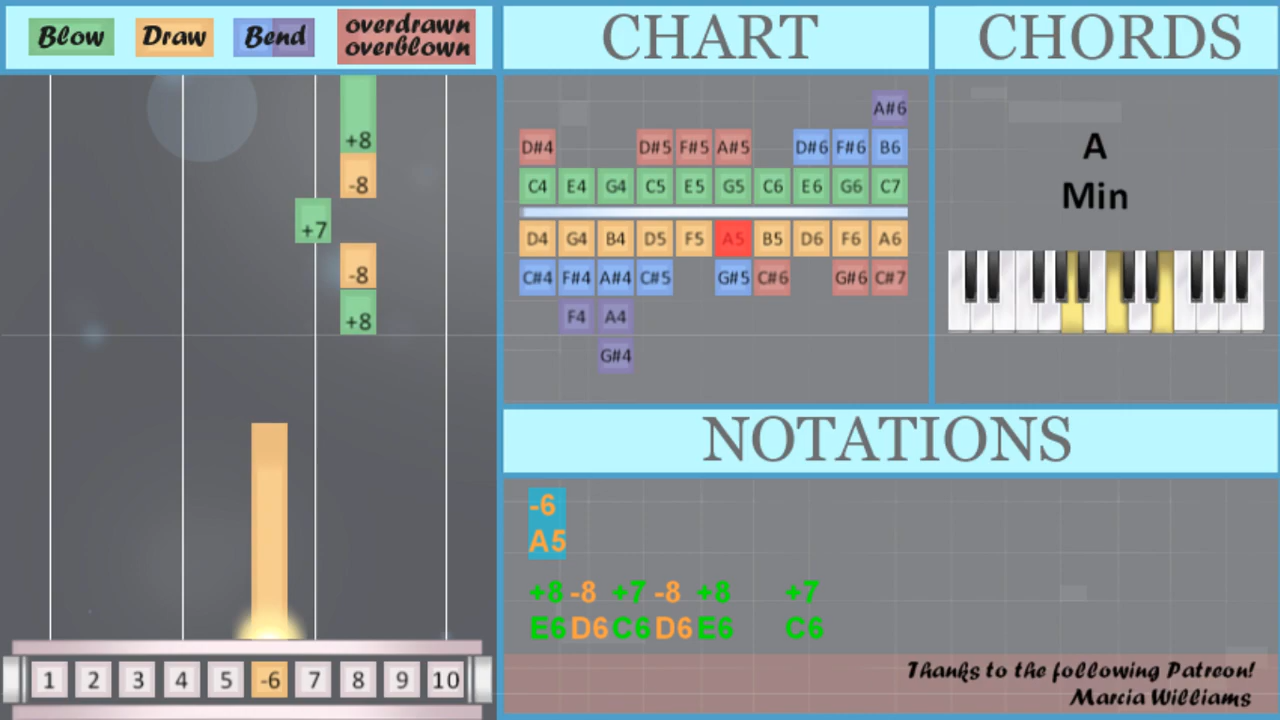 Blow Draw Bend overdrawn
overblown
CHART
CHORDS
+8
-8
+7
-8
+8
A#6
D#4 D#5 F#5 A#5 D#6 F#6 B6
C4 E4 G4 C5 E5 G5 C6 E6 G6 C7
D4 G4 B4 D5 F5 A5 B5 D6 F6 A6
C#4 F#4 A#4 C#5 G#5 C#6 G#6 C#7
F4 A4
G#4
A
Min
NOTATIONS
-6
A5
+8 -8 +7 -8 +8 +7
E6 D6 C6 D6 E6 C6
Thanks to the following Patreon!
Marcia Williams
1 2 3 4 5 -6 7 8 9 10